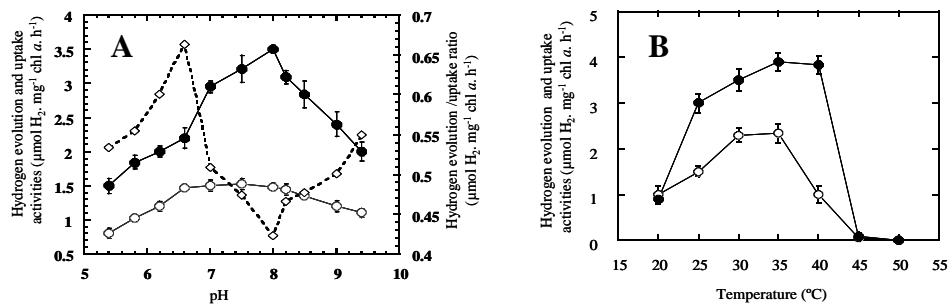 A
Hydrogen evolution and uptake
activities (µmol H2. mg-1 chl a. h-1)
4
3.5
3
2.5
2
1.5
1
0.5
0.7
0.65
0.6
0.55
0.5
0.45
0.4
Hydrogen evolution /uptake ratio
(µmol H2. mg-1 chl a. h-1)
5 6 7 8 9 10
pH
B
Hydrogen evolution and uptake
activities (µmol H2. mg-1 chl a. h-1)
5
4
3
2
1
0
15 20 25 30 35 40 45 50 55
Temperature (ºC)